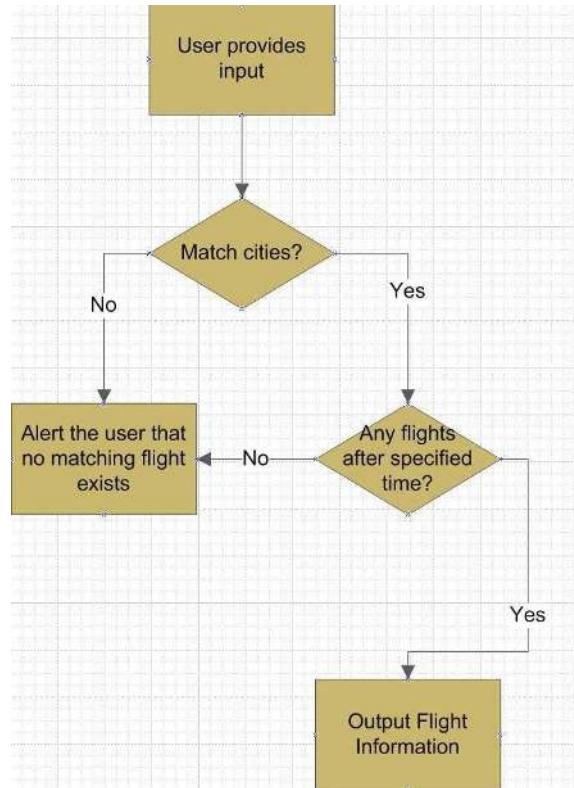 User provides
input
Match cities?
No
Yes
Alert the user that
no matching flight
exists
No
Any flights
after specified
time?
Yes
Output Flight
Information